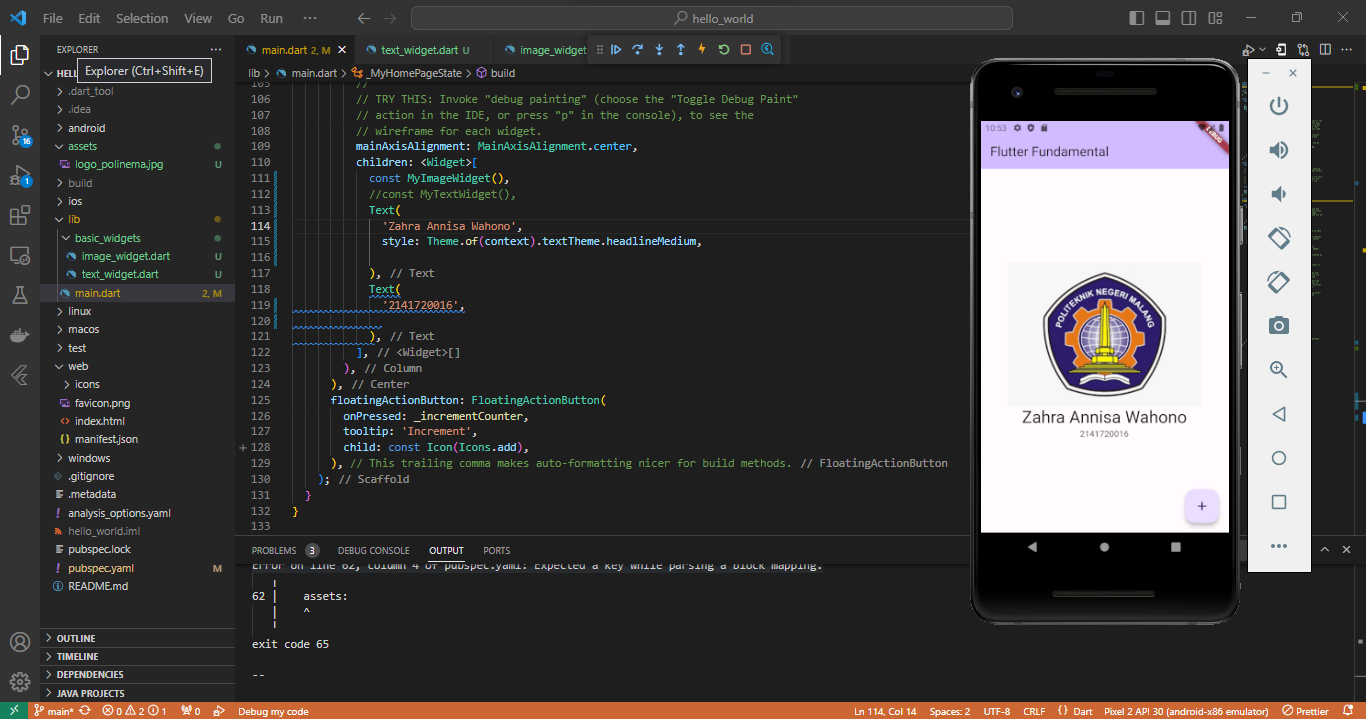 File Edit Selection View Go Run ··· hello_world
EXPLORER ···
main.dart 2, M
text_widget.dart U
image_widget
Explorer (Ctrl+Shift+E)
lib > main.dart > _MyHomePageState > build
.dart_tool
.idea
android
assets
logo_polinema.jpg U
build
ios
lib
basic_widgets
image_widget.dart U
text_widget.dart U
main.dart 2, M
linux
macos
test
web
icons
favicon.png
index.html
manifest.json
windows
.gitignore
.metadata
analysis_options.yaml
hello_world.iml
pubspec.lock
pubspec.yaml M
README.md
OUTLINE
TIMELINE
DEPENDENCIES
JAVA PROJECTS
16
1
105 //
106 // TRY THIS: Invoke "debug painting" (choose the "Toggle Debug Paint"
107 // action in the IDE, or press "p" in the console), to see the
108 // wireframe for each widget.
109 mainAxisAlignment: MainAxisAlignment.center,
110 children: <Widget>[
111 const MyImageWidget(),
112 //const MyTextWidget(),
113 Text(
114 'Zahra Annisa Wahono',
115 style: Theme.of(context).textTheme.headlineMedium,
116
117 ), // Text
118 Text(
119 '2141720016',
120
121 ), // Text
122 ], // <Widget>[]
123 ), // Column
124 ), // Center
125 floatingActionButton: FloatingActionButton(
126 onPressed: _incrementCounter,
127 tooltip: 'Increment',
128 child: const Icon(Icons.add),
129 ), // This trailing comma makes auto-formatting nicer for build methods. // FloatingActionButton
130 ); // Scaffold
131 }
132 }
133
PROBLEMS 3 DEBUG CONSOLE OUTPUT PORTS
Error on line 62, column 4 of pubspec.yaml: Expected a key while parsing a block mapping.
62 | assets:
| ^
exit code 65
--
10:53
DEBUG
Flutter Fundamental
POLITEKNIK NEGERI MALANG
Zahra Annisa Wahono
2141720016
main* 0 2 1 0 Debug my code
Ln 114, Col 14 Spaces: 2 UTF-8 CRLF {} Dart Pixel 2 API 30 (android-x86 emulator) Prettier